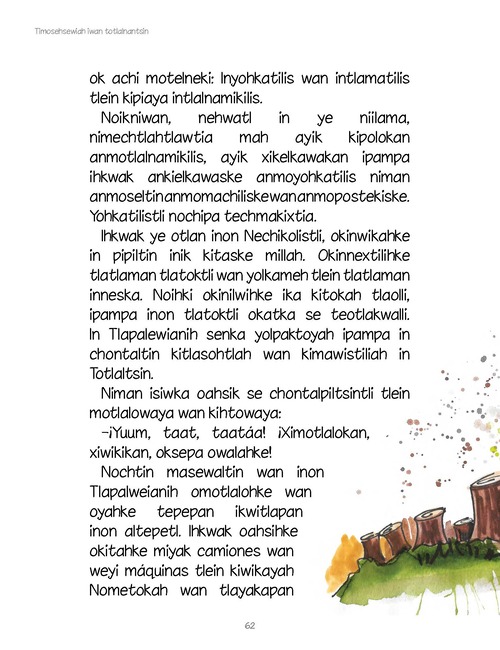 Timosehsewiah iwan totlalnantsin
ok achi motelneki: Inyohkatilis wan intlamatilis
tlein kipiaya intlalnamikilis.
Noikniwan, nehwatl in ye niilama,
nimechtlahtlawtia mah ayik kipolokan
anmotlalnamikilis, ayik xikelkawakan ipampa
ihkwak ankielkawaske anmoyohkatilis niman
anmoseltin anmomachiliske wan anmopostekiske.
Yohkatilistli nochipa techmakixtia.
Ihkwak ye otlan inon Nechikolistli, okinwikahke
in pipiltin inik kitaske millah. Okinnextilihke
tlatlaman tlatoktli wan yolkameh tlein tlatlaman
inneska. Noihki okinilwihke ika kitokah tlaolli,
ipampa inon tlatoktli okatka se teotlakwalli.
In Tlapalewianih senka yolpaktoyah ipampa in
chontaltin kitlasohtlah wan kimawistiliah in
Totlaltsin.
Niman isiwka oahsik se chontalpiltsintli tlein
motlalowaya wan kihtowaya:
–¡Yuum, taat, taatáa! ¡Ximotlalokan,
xiwikikan, oksepa owalahke!
Nochtin masewaltin wan inon
Tlapalweianih omotlalohke wan
oyahke tepepan ikwitlapan
inon altepetl. Ihkwak oahsihke
okitahke miyak camiones wan
weyi máquinas tlein kiwikayah
Nometokah wan tlayakapan
62